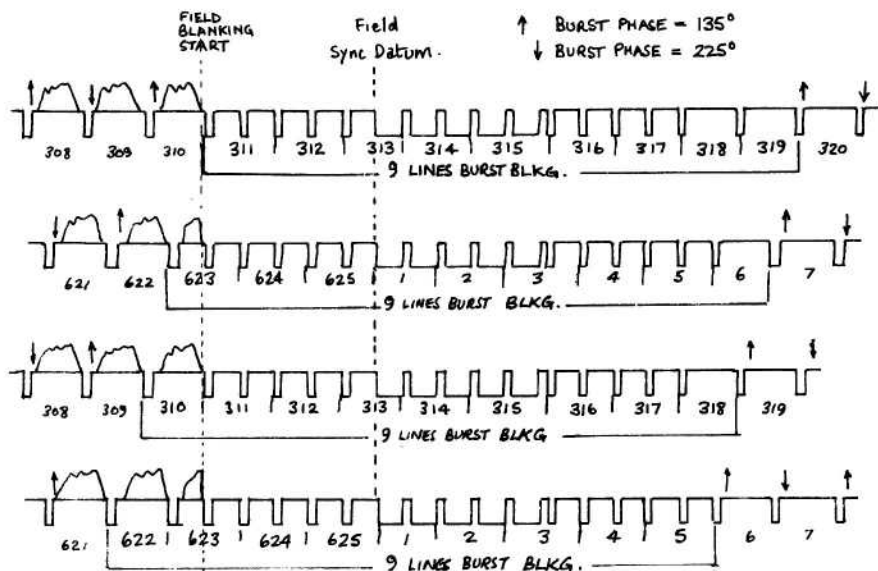 FIELD BLANKING START
Field Sync Datum.
↑ BURST PHASE = 135°
↓ BURST PHASE = 225°
308 309 310 311 312 313 314 315 316 317 318 319 320
9 LINES BURST BLKG.
621 622 623 624 625 1 2 3 4 5 6 7
9 LINES BURST BLKG.
308 309 310 311 312 313 314 315 316 317 318 319
9 LINES BURST BLKG
621 622 623 624 625 1 2 3 4 5 6 7
9 LINES BURST BLKG.